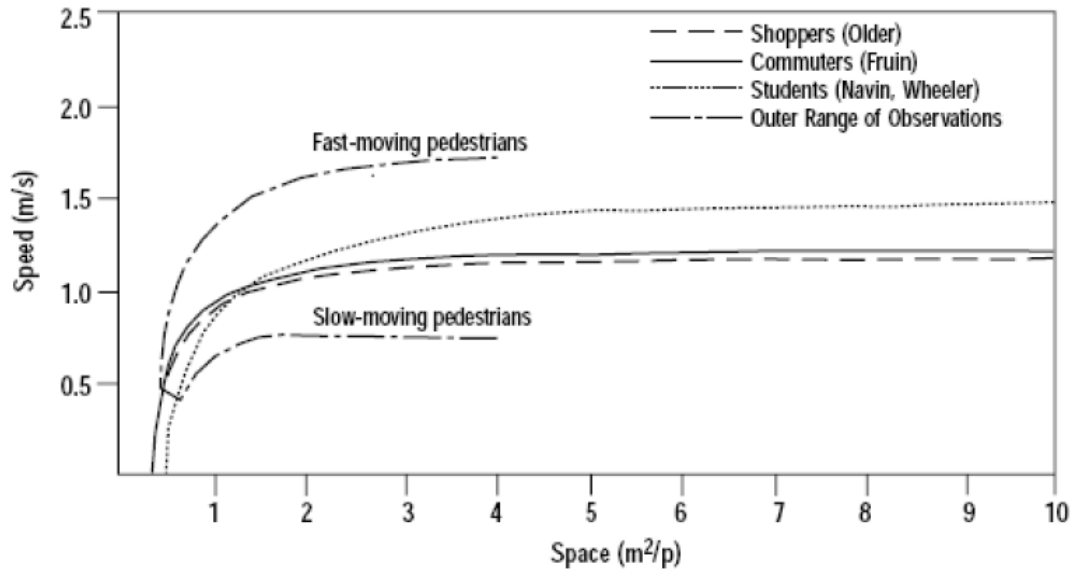 2.5
2.0
1.5
1.0
0.5
Speed (m/s)
Shoppers (Older)
Commuters (Fruin)
Students (Navin, Wheeler)
Outer Range of Observations
Fast-moving pedestrians
Slow-moving pedestrians
1 2 3 4 5 6 7 8 9 10
Space (m²/p)